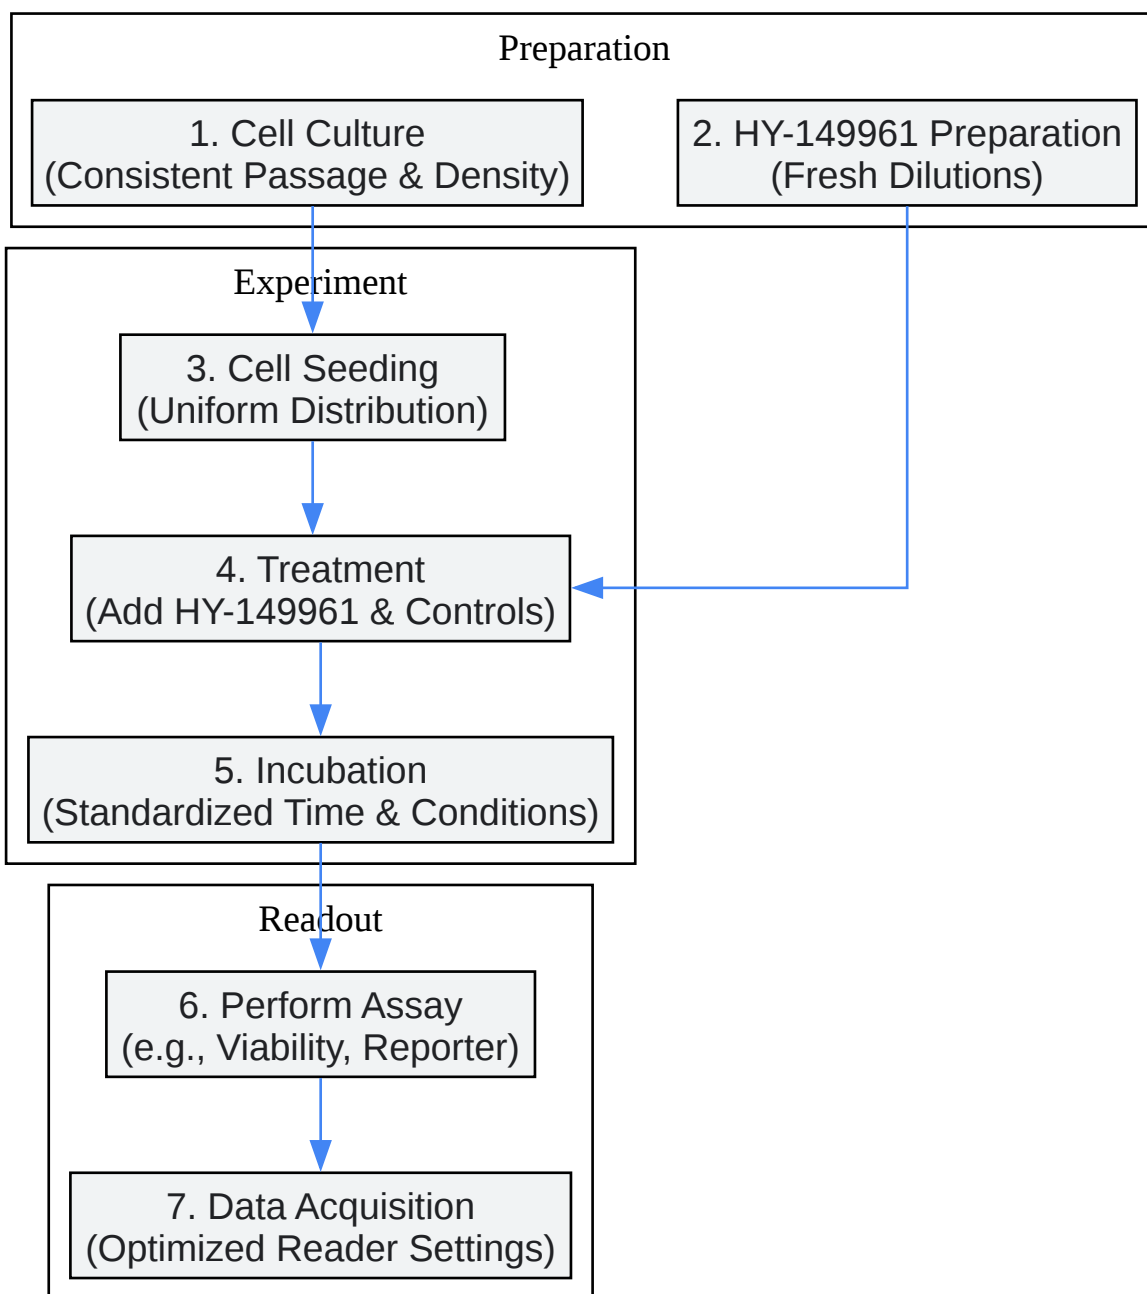 Preparation
1. Cell Culture
(Consistent Passage & Density)
2. HY-149961 Preparation
(Fresh Dilutions)
Experiment
3. Cell Seeding
(Uniform Distribution)
4. Treatment
(Add HY-149961 & Controls)
5. Incubation
(Standardized Time & Conditions)
Readout
6. Perform Assay
(e.g., Viability, Reporter)
7. Data Acquisition
(Optimized Reader Settings)